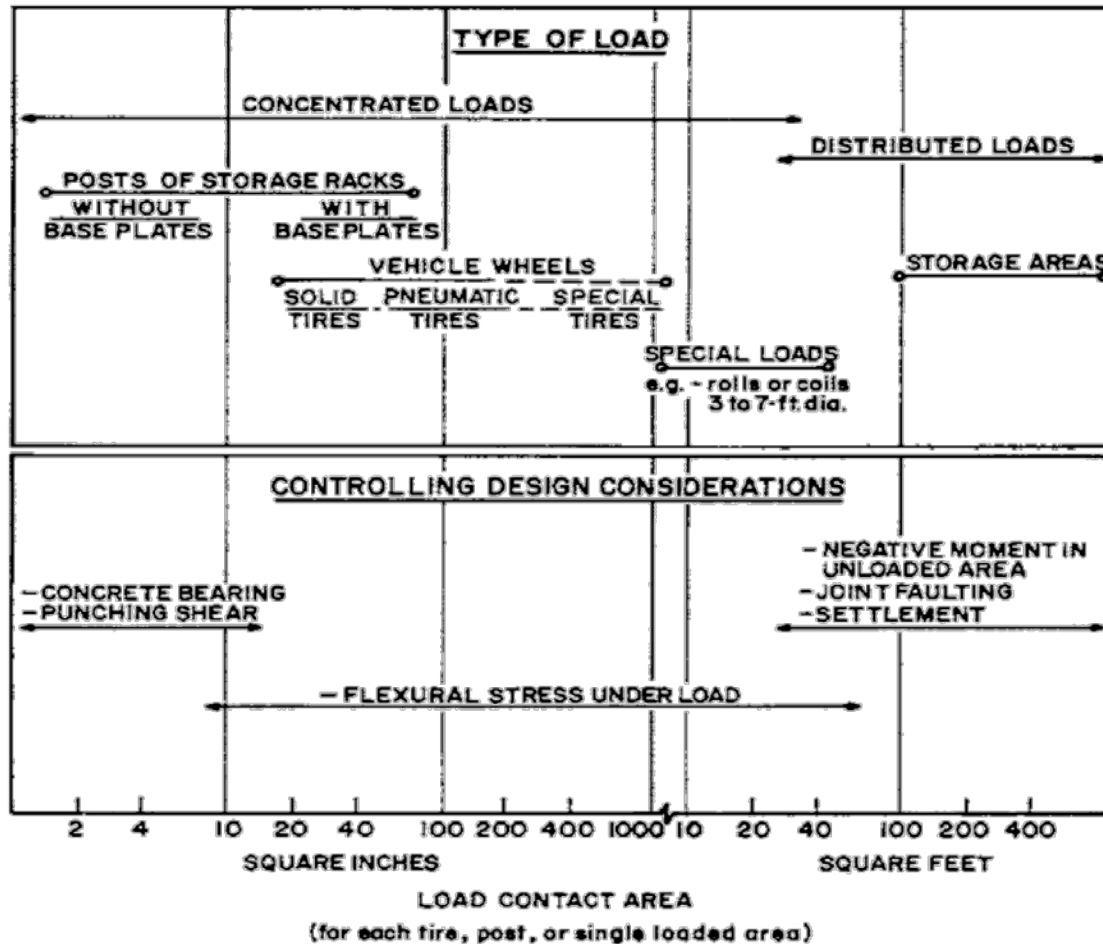 TYPE OF LOAD
CONCENTRATED LOADS
DISTRIBUTED LOADS
POSTS OF STORAGE RACKS
WITHOUT
BASE PLATES
WITH
BASEPLATES
VEHICLE WHEELS
SOLID
TIRES
PNEUMATIC
TIRES
SPECIAL
TIRES
STORAGE AREAS
SPECIAL LOADS
e.g. - rolls or coils
3 to 7-ft. dia.
CONTROLLING DESIGN CONSIDERATIONS
- CONCRETE BEARING
- PUNCHING SHEAR
- NEGATIVE MOMENT IN
UNLOADED AREA
- JOINT FAULTING
- SETTLEMENT
- FLEXURAL STRESS UNDER LOAD
2 4 10 20 40 100 200 400 1000 10 20 40 100 200 400
SQUARE INCHES SQUARE FEET
LOAD CONTACT AREA
(for each tire, post, or single loaded area)